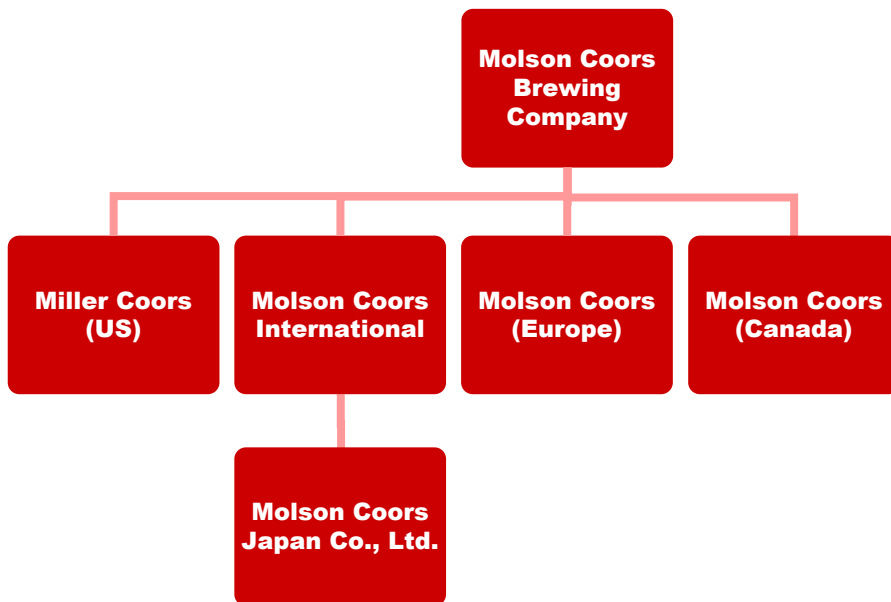 Molson Coors
Brewing
Company
Miller Coors
(US)
Molson Coors
International
Molson Coors
(Europe)
Molson Coors
(Canada)
Molson Coors
Japan Co., Ltd.